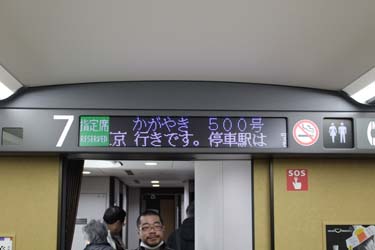 7
指定席
RESERVED
かがやき 500号
京 行きです。停車駅は
SOS